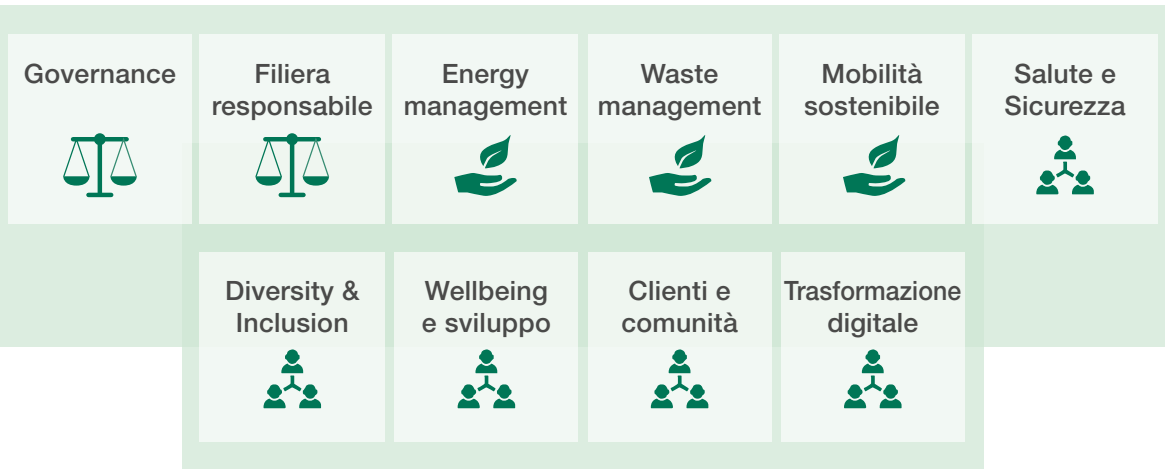 Governance
Filiera
responsabile
Energy
management
Waste
management
Mobilità
sostenibile
Salute e
Sicurezza
Diversity &
Inclusion
Wellbeing
e sviluppo
Clienti e
comunità
Trasformazione
digitale